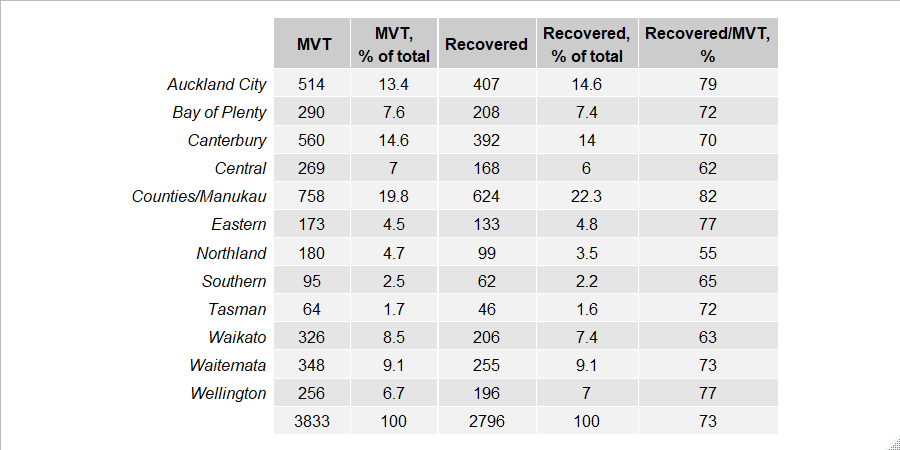 MVT MVT, % of total Recovered Recovered, % of total Recovered/MVT, %
Auckland City 514 13.4 407 14.6 79
Bay of Plenty 290 7.6 208 7.4 72
Canterbury 560 14.6 392 14 70
Central 269 7 168 6 62
Counties/Manukau 758 19.8 624 22.3 82
Eastern 173 4.5 133 4.8 77
Northland 180 4.7 99 3.5 55
Southern 95 2.5 62 2.2 65
Tasman 64 1.7 46 1.6 72
Waikato 326 8.5 206 7.4 63
Waitemata 348 9.1 255 9.1 73
Wellington 256 6.7 196 7 77
3833 100 2796 100 73